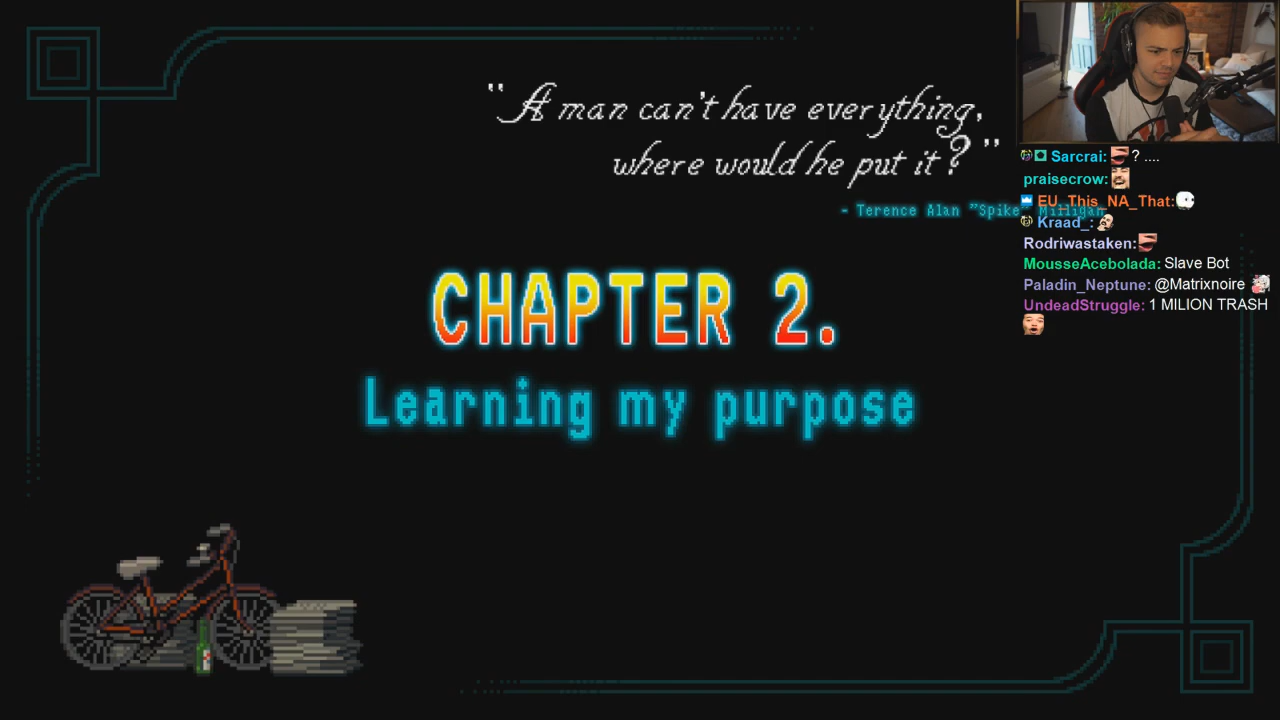 "A man can't have everything,
where would he put it?"
- Terence Alan "Spike" Milligan
CHAPTER 2.
Learning my purpose
Sarcrai: ? ....
praisecrow:
EU_This_NA_That:
Kraad_:
Rodriwastaken:
MousseAcebolada: Slave Bot
Paladin_Neptune: @Matrixnoire
UndeadStruggle: 1 MILION TRASH